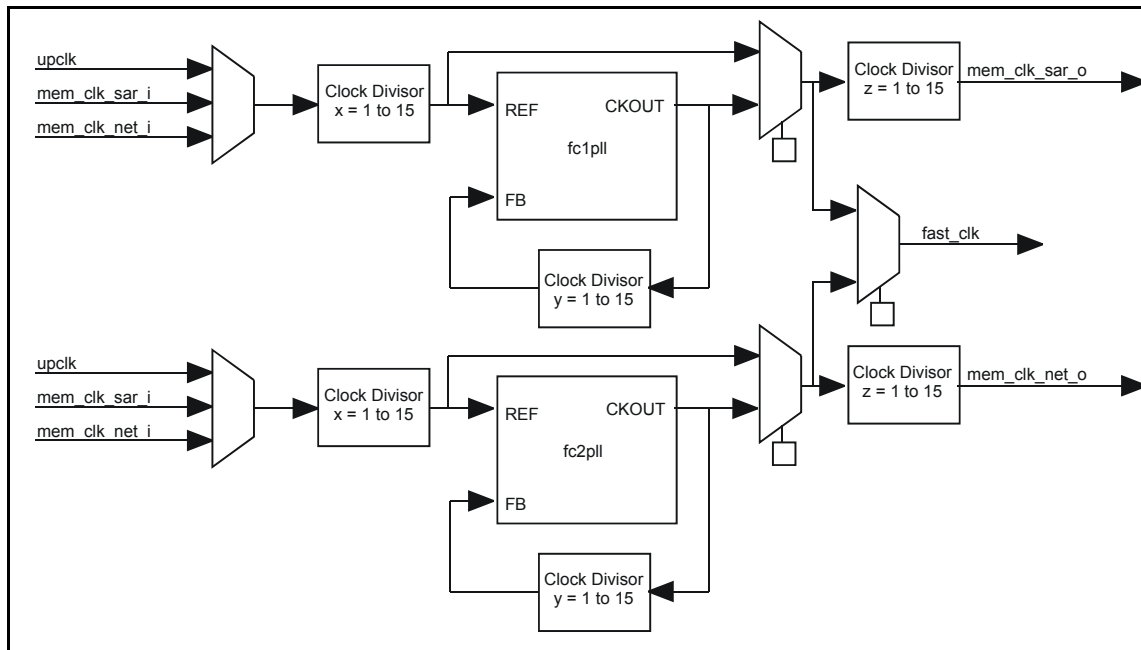 upclk
mem_clk_sar_i
mem_clk_net_i
Clock Divisor
x = 1 to 15
REF
CKOUT
fc1pll
FB
Clock Divisor
y = 1 to 15
Clock Divisor
z = 1 to 15
mem_clk_sar_o
fast_clk
upclk
mem_clk_sar_i
mem_clk_net_i
Clock Divisor
x = 1 to 15
REF
CKOUT
fc2pll
FB
Clock Divisor
y = 1 to 15
Clock Divisor
z = 1 to 15
mem_clk_net_o